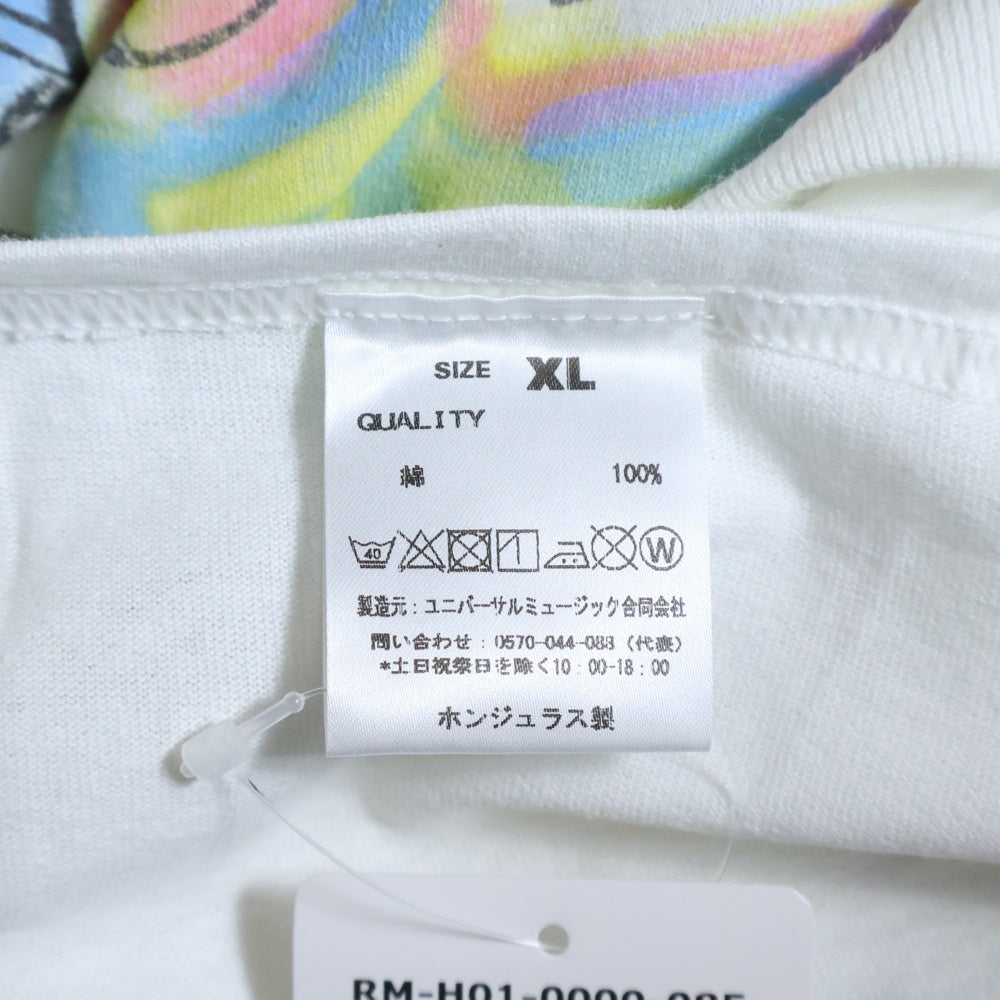 SIZE XL
QUALITY
綿 100%
40 W
製造元：ユニバーサルミュージック合同会社
問い合わせ：0570-044-088（代表）
*土日祝祭日を除く10：00-18：00
ホンジュラス製